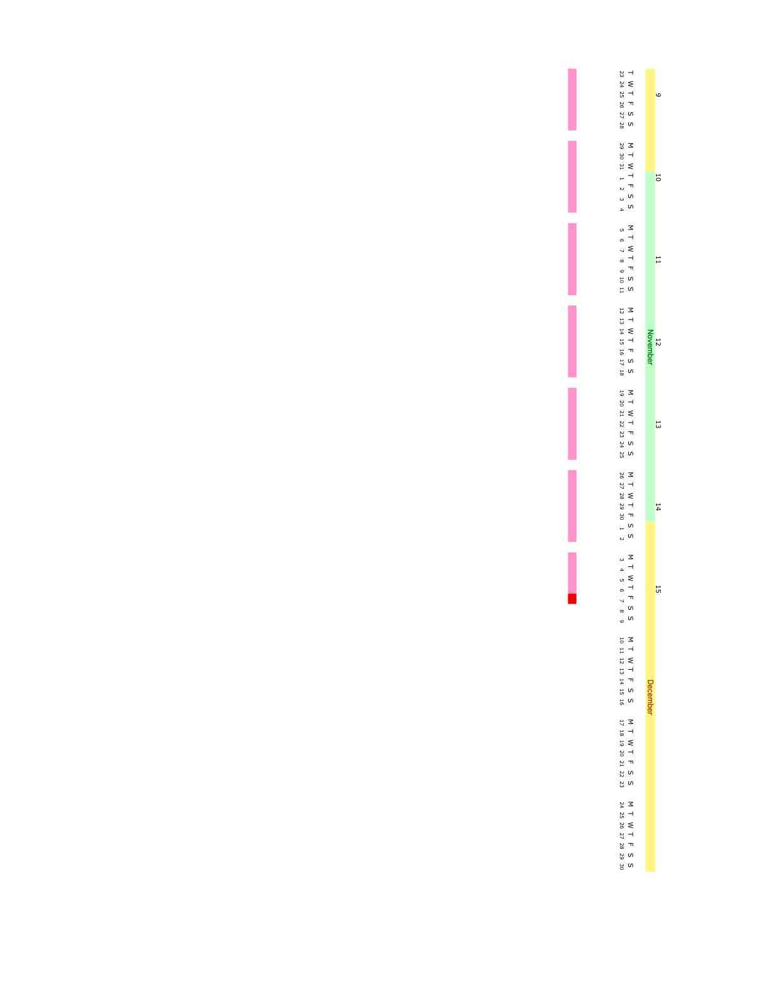 9 10 11 12 13 14 15
November December
T W T F S S M T W T F S S M T W T F S S M T W T F S S M T W T F S S M T W T F S S M T W T F S S M T W T F S S M T W T F S S M T W T F S S
23 24 25 26 27 28 29 30 31 1 2 3 4 5 6 7 8 9 10 11 12 13 14 15 16 17 18 19 20 21 22 23 24 25 26 27 28 29 30 1 2 3 4 5 6 7 8 9 10 11 12 13 14 15 16 17 18 19 20 21 22 23 24 25 26 27 28 29 30